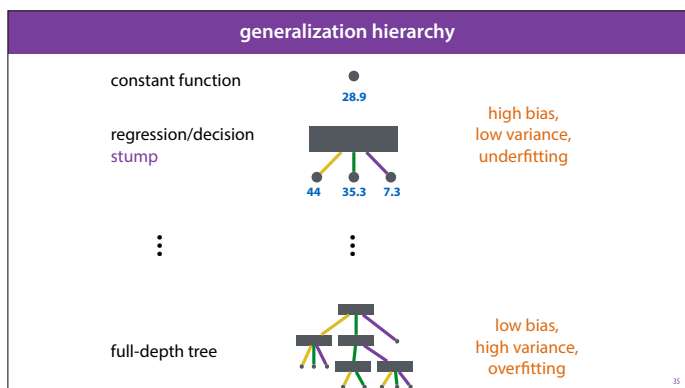 generalization hierarchy
constant function
28.9
regression/decision
stump
44 35.3 7.3
high bias,
low variance,
underfitting
full-depth tree
low bias,
high variance,
overfitting
35